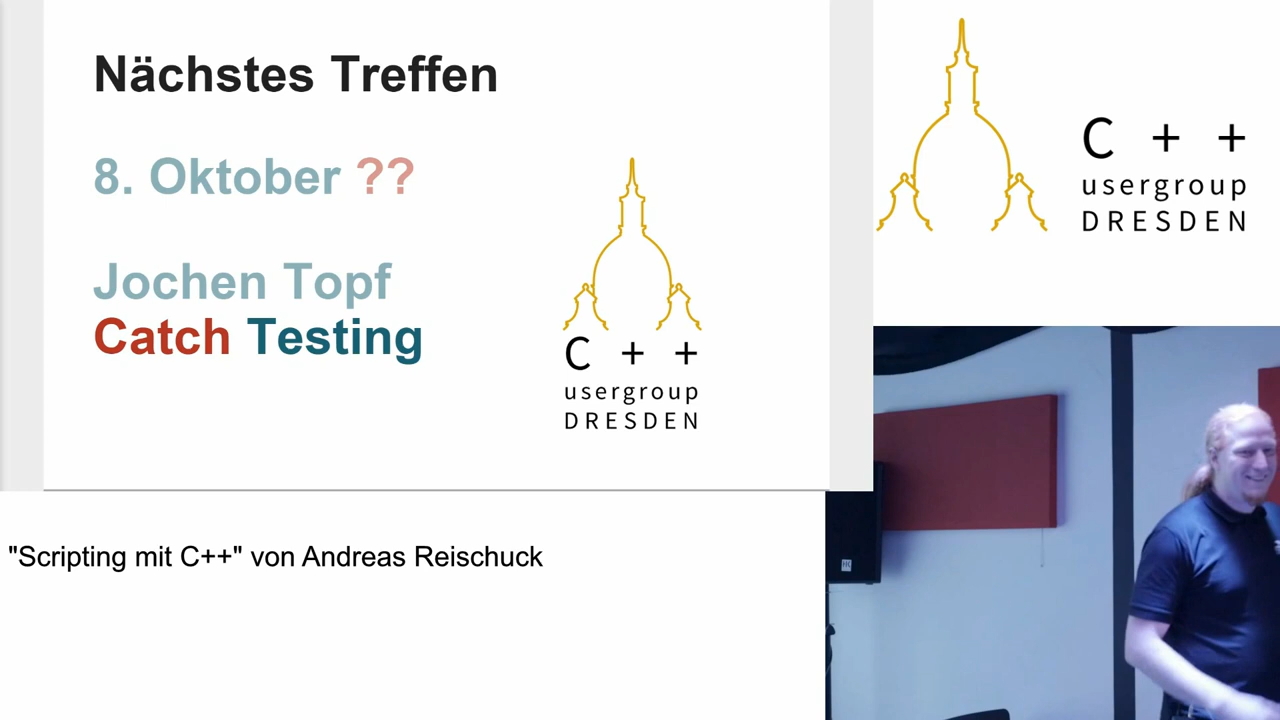 Nächstes Treffen
8. Oktober ??
Jochen Topf
Catch Testing
C + +
usergroup
DRESDEN
C + +
usergroup
DRESDEN
"Scripting mit C++" von Andreas Reischuck